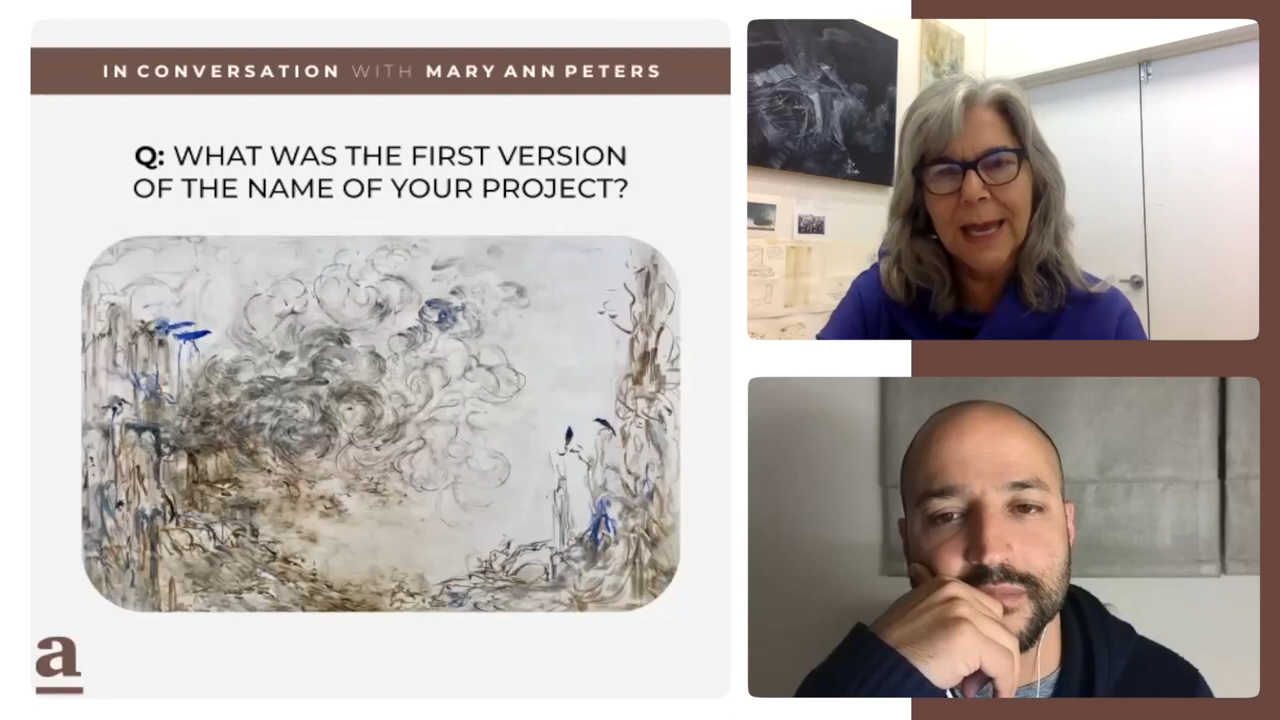 IN CONVERSATION WITH MARY ANN PETERS
Q: WHAT WAS THE FIRST VERSION
OF THE NAME OF YOUR PROJECT?
a